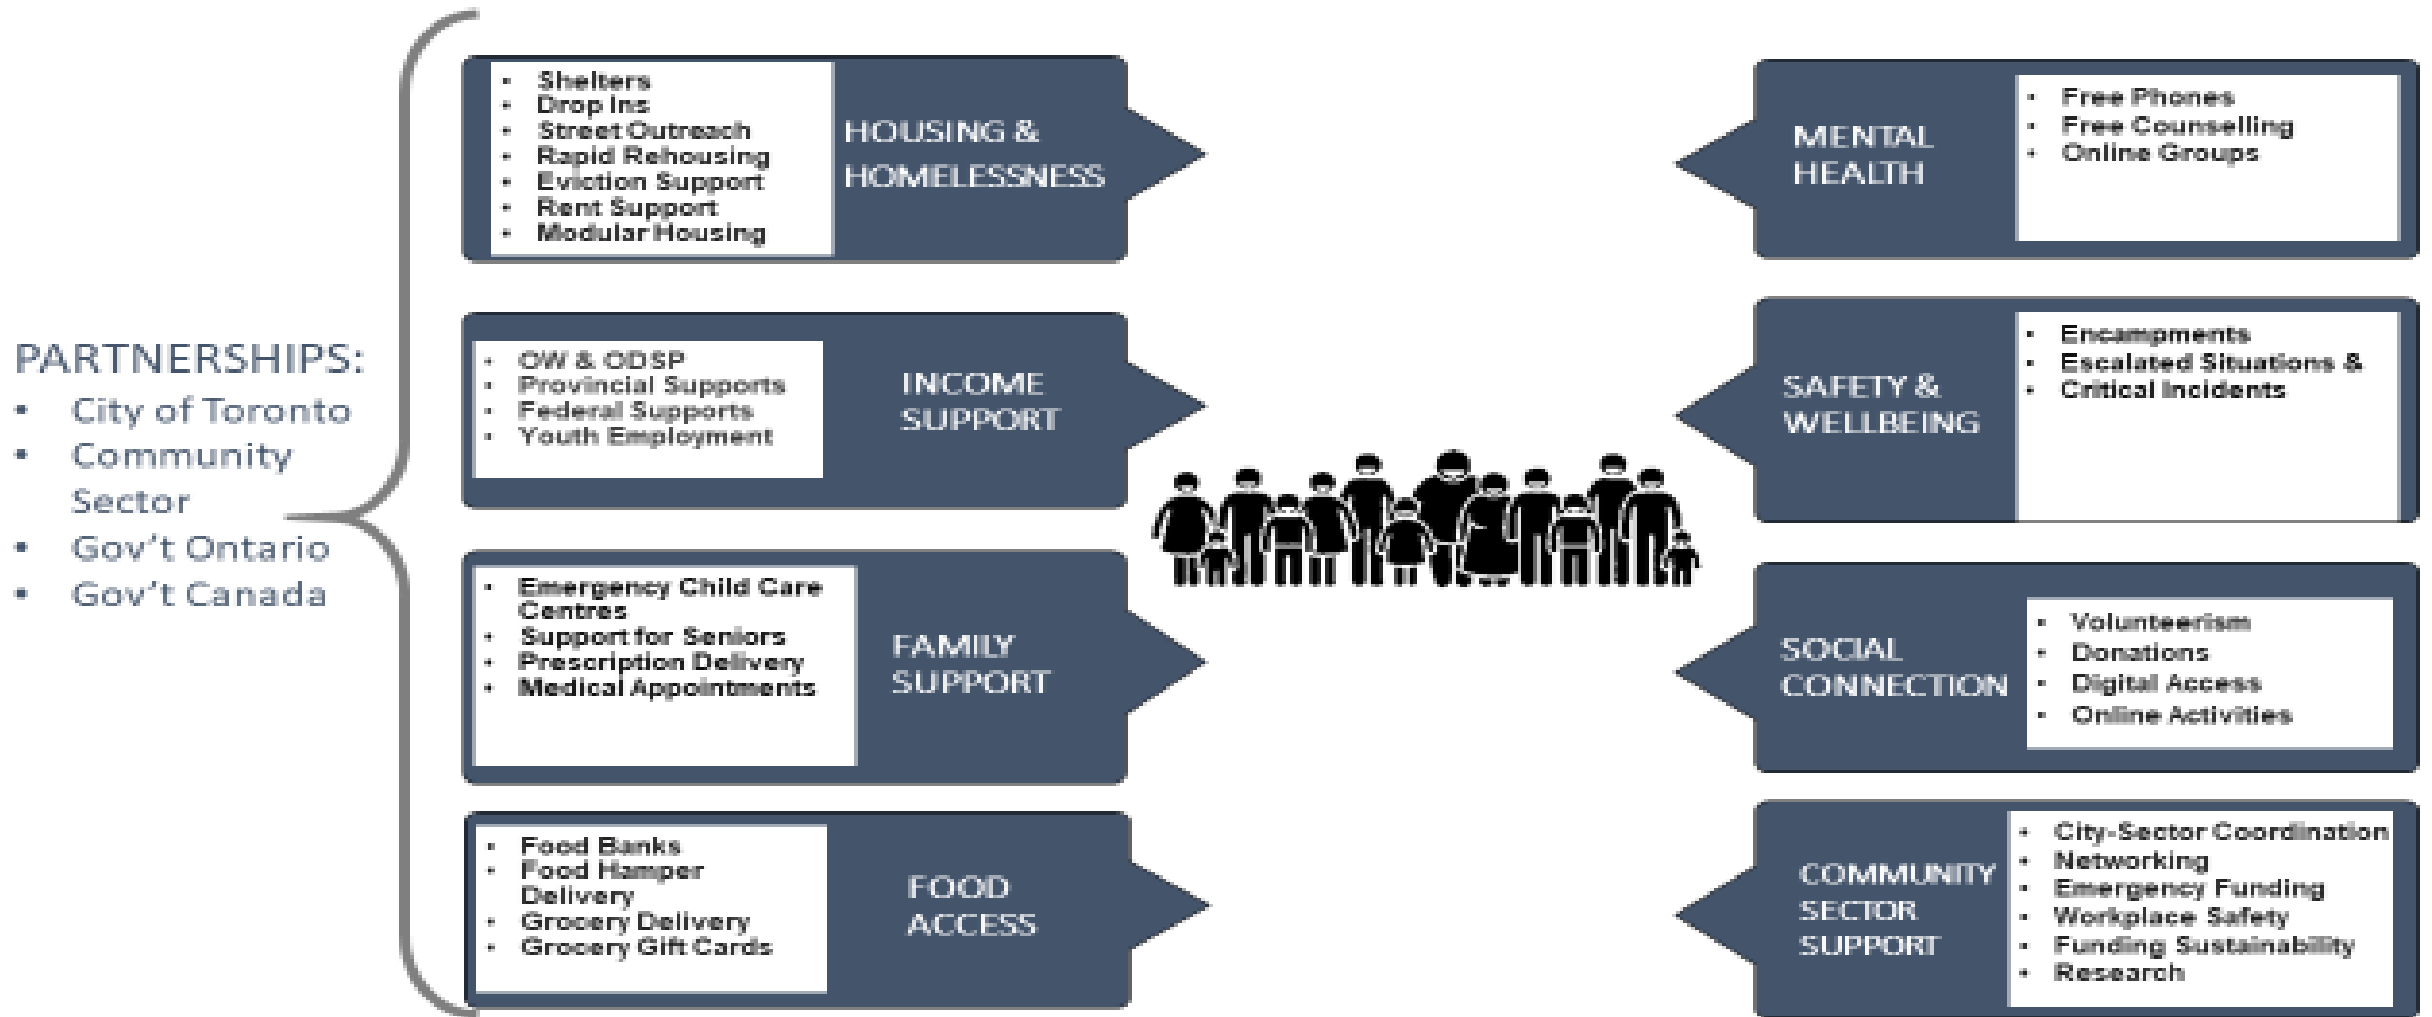 PARTNERSHIPS:
• City of Toronto
• Community
Sector
• Gov't Ontario
• Gov't Canada
• Shelters
• Drop Ins
• Street Outreach
• Rapid Rehousing
• Eviction Support
• Rent Support
• Modular Housing
HOUSING &
HOMELESSNESS
• OW & ODSP
• Provincial Supports
• Federal Supports
• Youth Employment
INCOME
SUPPORT
• Emergency Child Care
Centres
• Support for Seniors
• Prescription Delivery
• Medical Appointments
FAMILY
SUPPORT
• Food Banks
• Food Hamper
Delivery
• Grocery Delivery
• Grocery Gift Cards
FOOD
ACCESS
MENTAL
HEALTH
• Free Phones
• Free Counselling
• Online Groups
SAFETY &
WELLBEING
• Encampments
• Escalated Situations &
• Critical Incidents
SOCIAL
CONNECTION
• Volunteerism
• Donations
• Digital Access
• Online Activities
COMMUNITY
SECTOR
SUPPORT
• City-Sector Coordination
• Networking
• Emergency Funding
• Workplace Safety
• Funding Sustainability
• Research